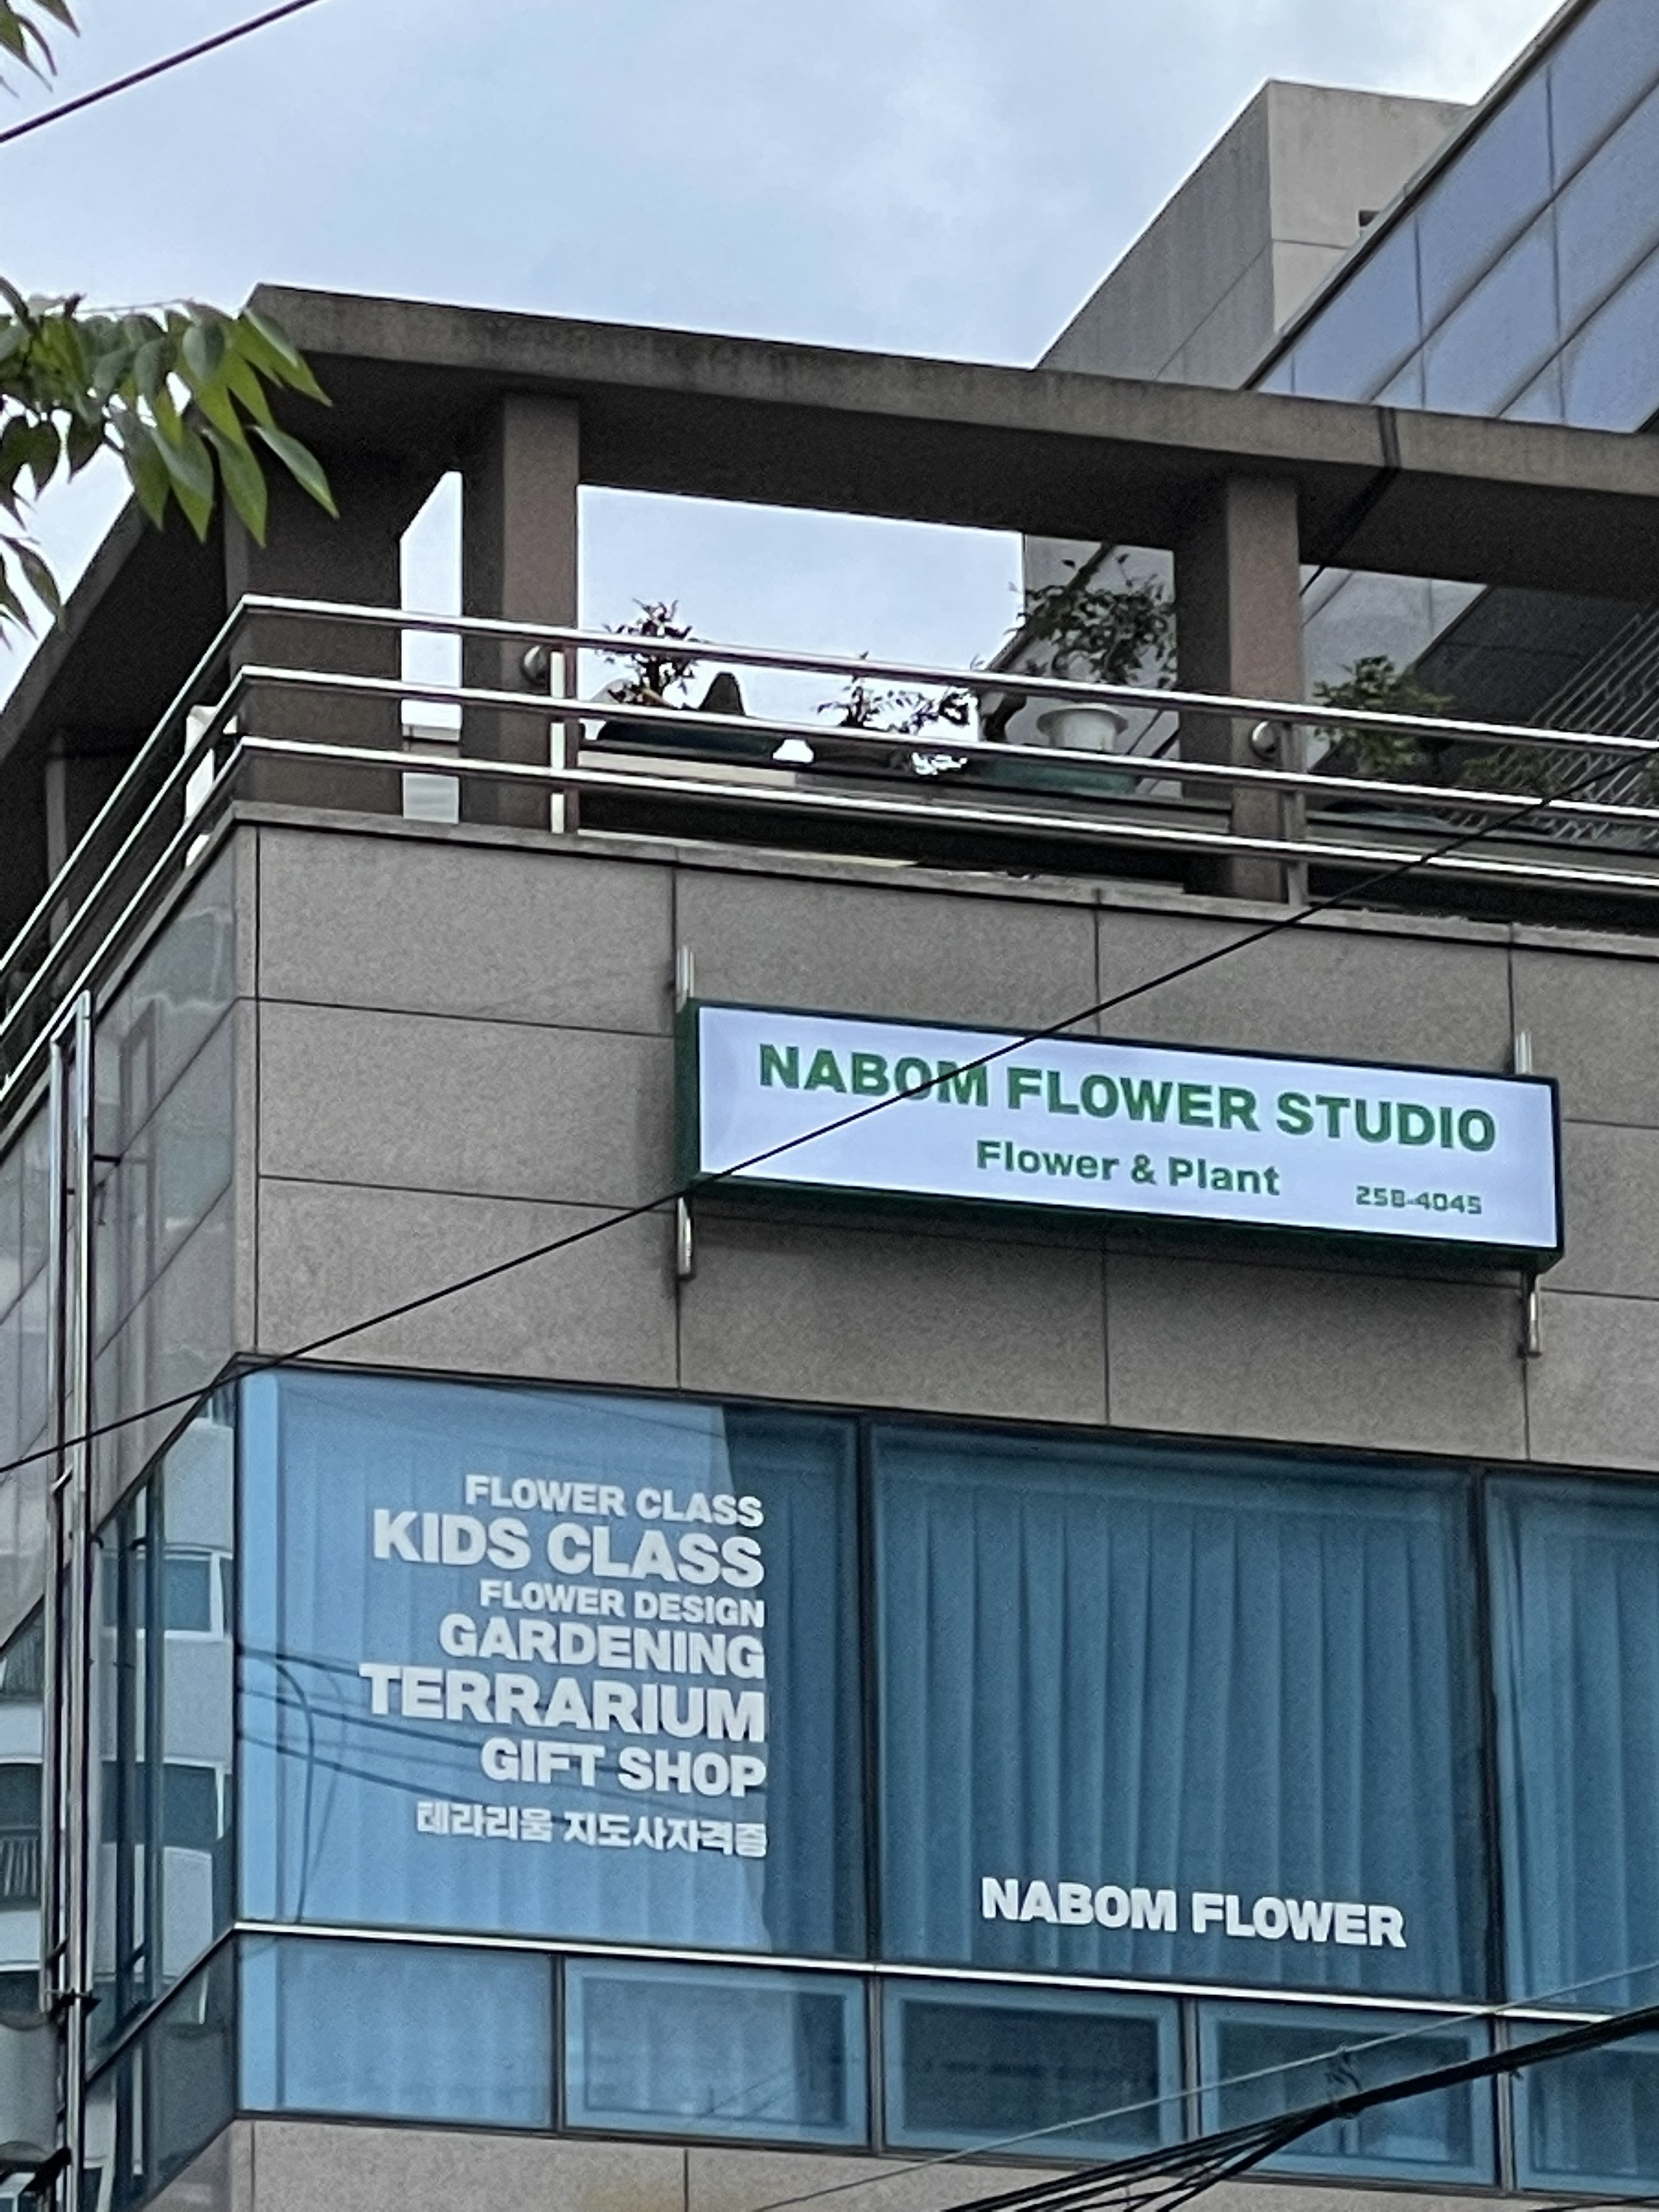 NABOM FLOWER STUDIO
Flower & Plant
258-4045
FLOWER CLASS
KIDS CLASS
FLOWER DESIGN
GARDENING
TERRARIUM
GIFT SHOP
테라리움 지도사자격증
NABOM FLOWER